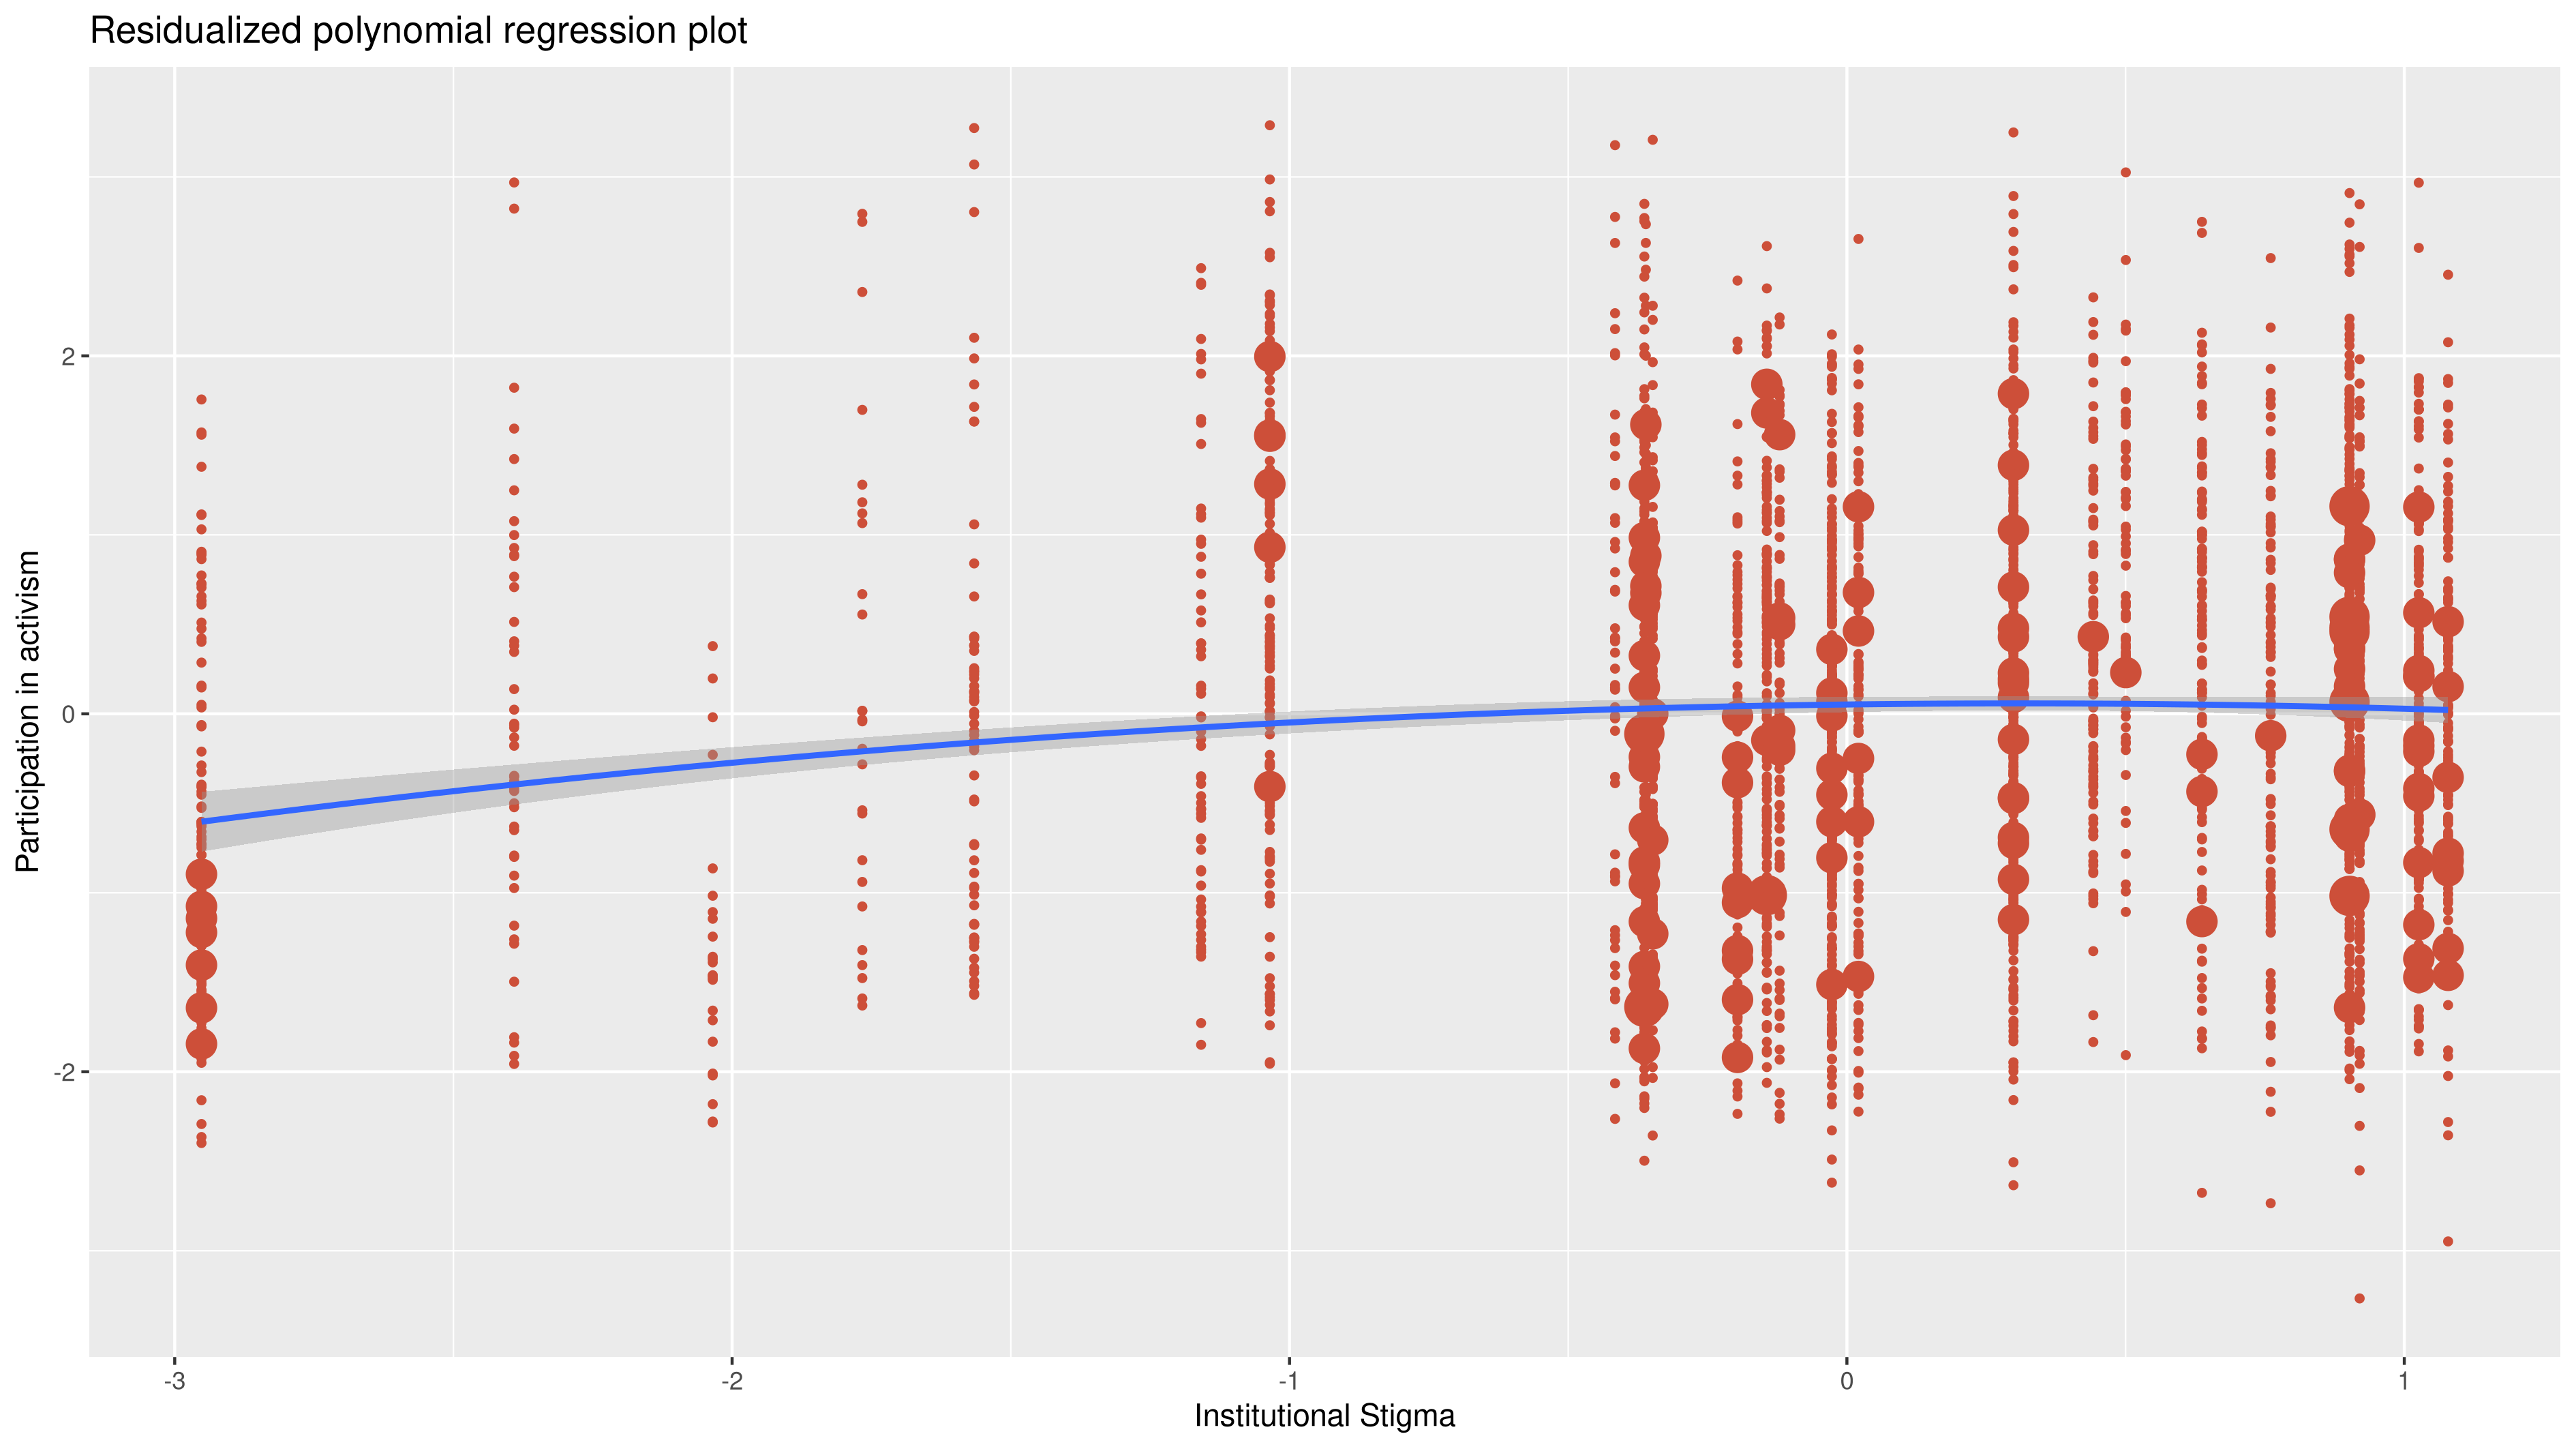 Residualized polynomial regression plot
Participation in activism
2
0
-2
-3
-2
-1
0
1
Institutional Stigma